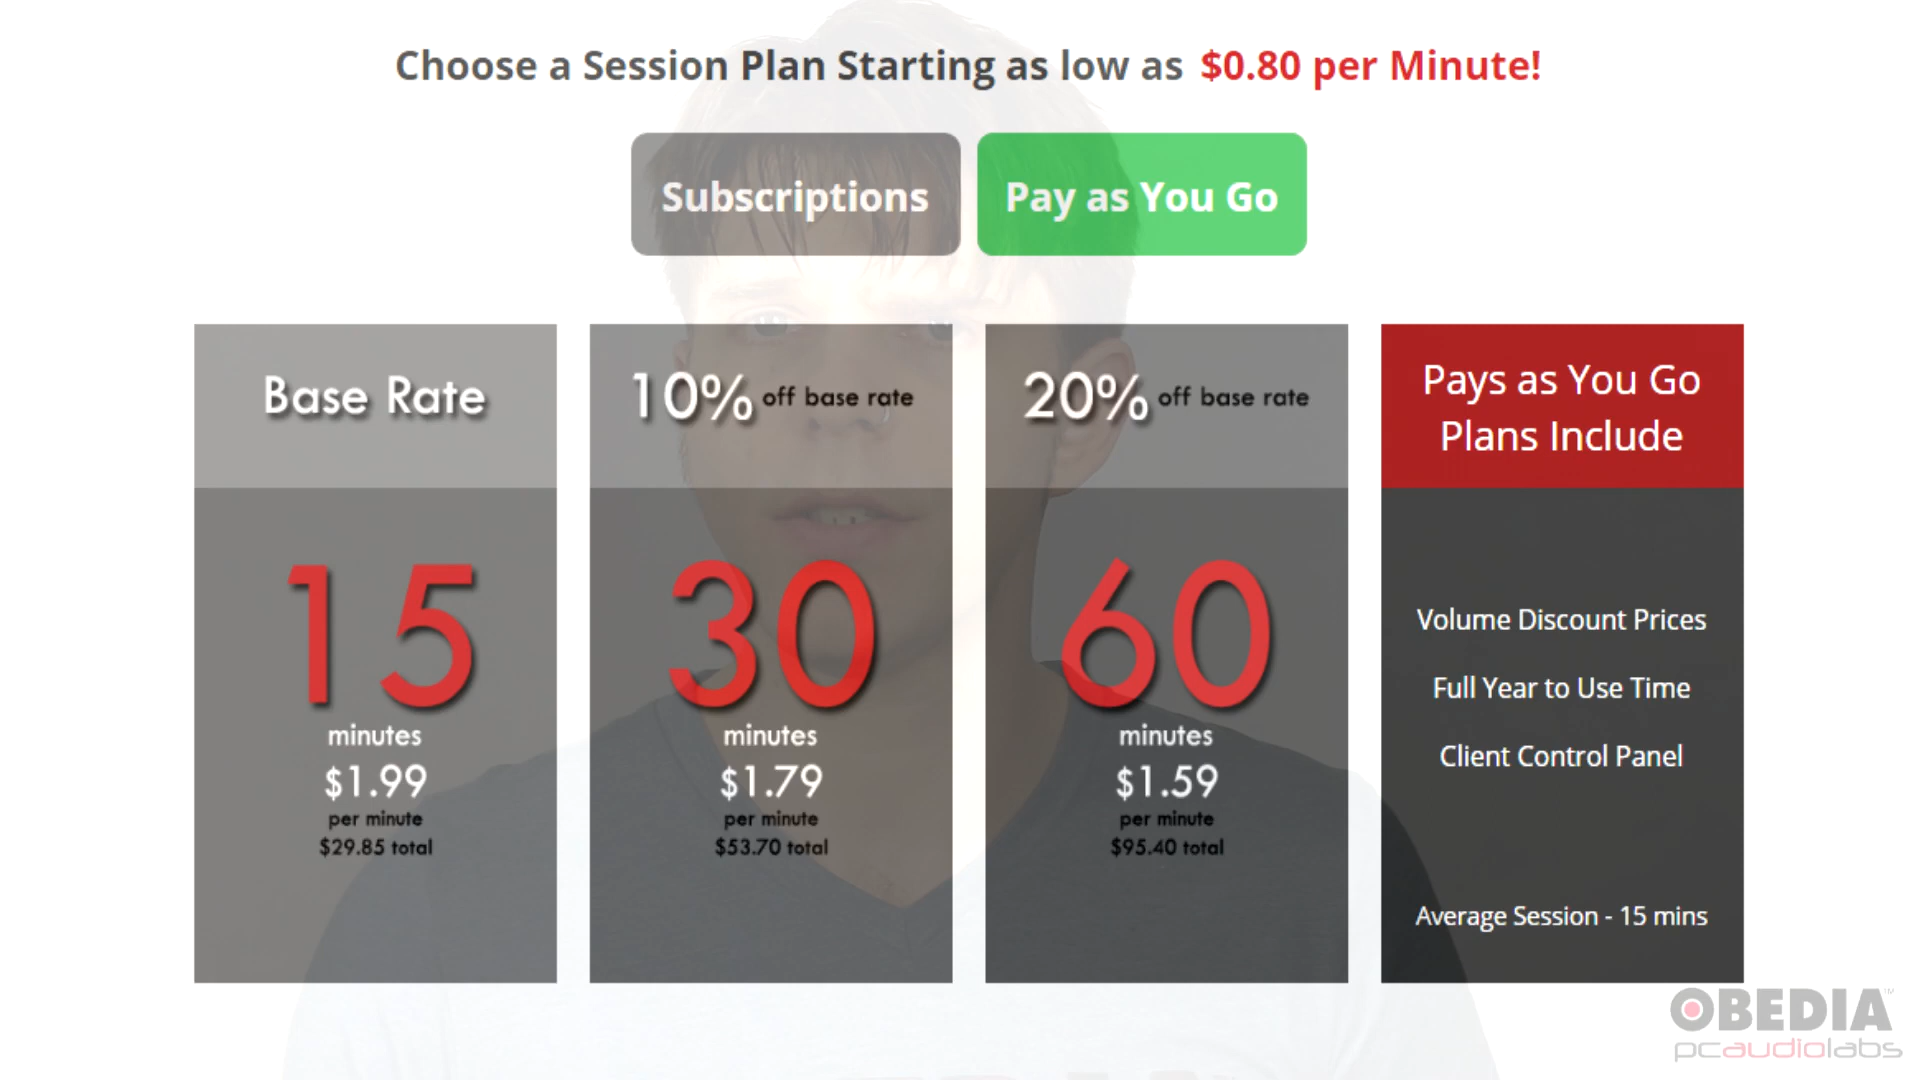 Choose a Session Plan Starting as low as $0.80 per Minute!
Subscriptions
Pay as You Go
Base Rate
15
minutes
$1.99
per minute
$29.85 total
10% off base rate
30
minutes
$1.79
per minute
$53.70 total
20% off base rate
60
minutes
$1.59
per minute
$95.40 total
Pays as You Go
Plans Include
Volume Discount Prices
Full Year to Use Time
Client Control Panel
Average Session - 15 mins
OBEDIA™
pcaudiolabs